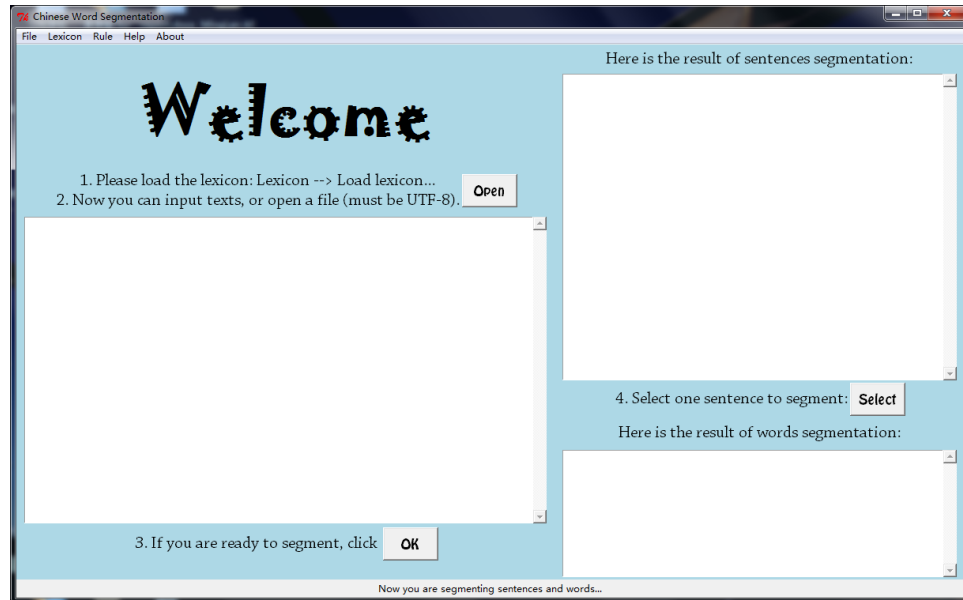 Chinese Word Segmentation
File Lexicon Rule Help About
Welcome
1. Please load the lexicon: Lexicon --> Load lexicon...
2. Now you can input texts, or open a file (must be UTF-8).
Open
3. If you are ready to segment, click
OK
Here is the result of sentences segmentation:
4. Select one sentence to segment:
Select
Here is the result of words segmentation:
Now you are segmenting sentences and words...